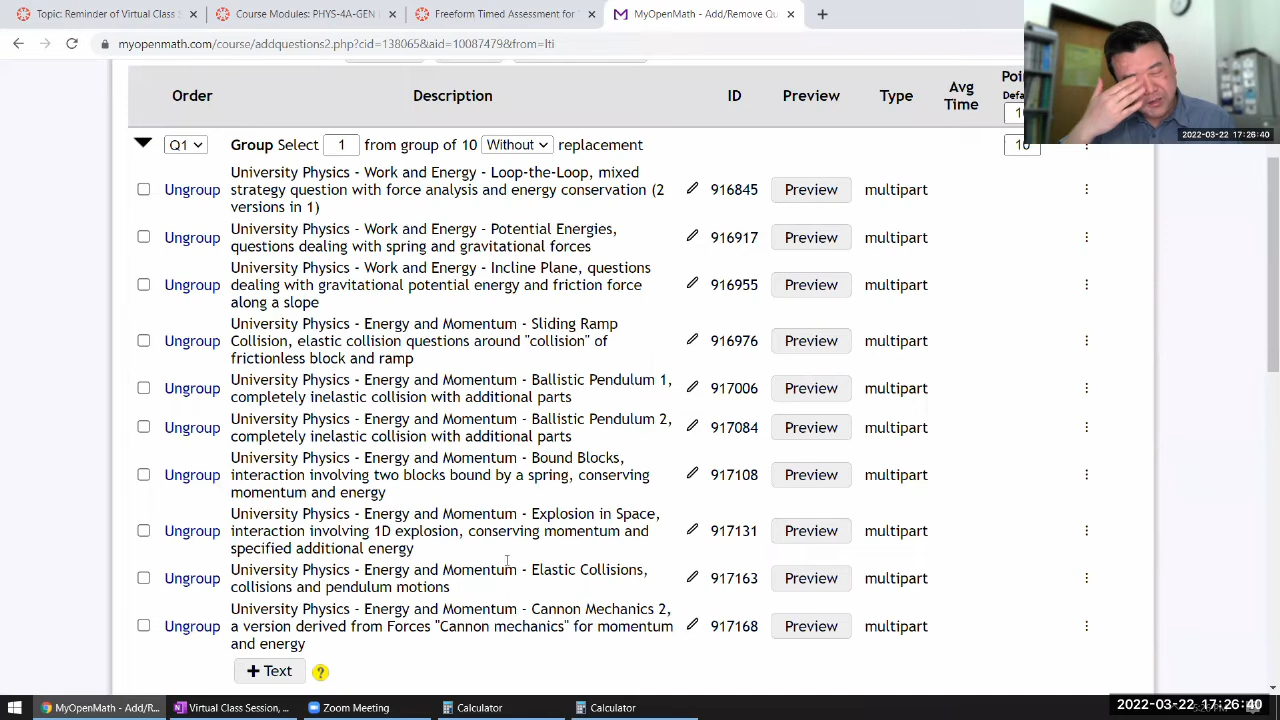 Topic: Reminder of Virtual Class S
Course Modules: PHYS-4A-GEN
Freeform Timed Assessment for
MyOpenMath - Add/Remove Qu
myopenmath.com/course/addquestions.php?cid=138065&aid=10087479&from=lti
2022-03-22 17:26:40
Order Description ID Preview Type Avg Time Poi
Defa
Q1 Group Select 1 from group of 10 Without replacement 10
University Physics - Work and Energy - Loop-the-Loop, mixed
Ungroup strategy question with force analysis and energy conservation (2 916845 Preview multipart
versions in 1)
University Physics - Work and Energy - Potential Energies,
Ungroup questions dealing with spring and gravitational forces 916917 Preview multipart
University Physics - Work and Energy - Incline Plane, questions
Ungroup dealing with gravitational potential energy and friction force 916955 Preview multipart
along a slope
University Physics - Energy and Momentum - Sliding Ramp
Ungroup Collision, elastic collision questions around "collision" of 916976 Preview multipart
frictionless block and ramp
University Physics - Energy and Momentum - Ballistic Pendulum 1,
Ungroup completely inelastic collision with additional parts 917006 Preview multipart
University Physics - Energy and Momentum - Ballistic Pendulum 2,
Ungroup completely inelastic collision with additional parts 917084 Preview multipart
University Physics - Energy and Momentum - Bound Blocks,
Ungroup interaction involving two blocks bound by a spring, conserving 917108 Preview multipart
momentum and energy
University Physics - Energy and Momentum - Explosion in Space,
Ungroup interaction involving 1D explosion, conserving momentum and 917131 Preview multipart
specified additional energy
University Physics - Energy and Momentum - Elastic Collisions,
Ungroup collisions and pendulum motions 917163 Preview multipart
University Physics - Energy and Momentum - Cannon Mechanics 2,
Ungroup a version derived from Forces "Cannon mechanics" for momentum 917168 Preview multipart
and energy
+ Text ?
MyOpenMath - Add/R... Virtual Class Session, ... Zoom Meeting Calculator Calculator 2022-03-22 17:26:40